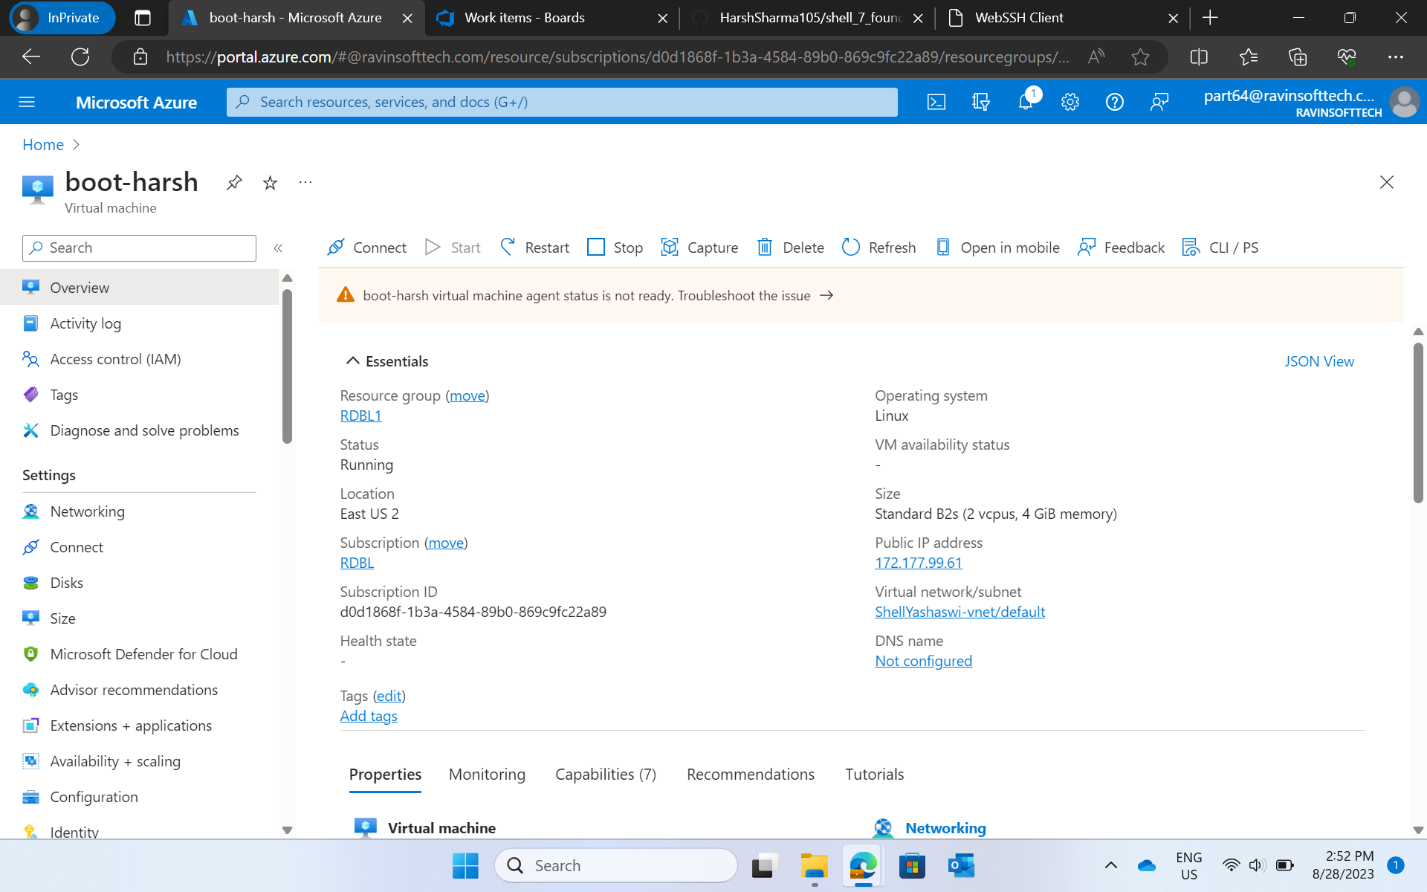 InPrivate
boot-harsh - Microsoft Azure
Work items - Boards
HarshSharma105/shell_7_foun
WebSSH Client
https://portal.azure.com/#@ravinsofttech.com/resource/subscriptions/d0d1868f-1b3a-4584-89b0-869c9fc22a89/resourcegroups/...
Microsoft Azure
Search resources, services, and docs (G+/)
1
part64@ravinsofttech.c...
RAVINSOFTTECH
Home >
boot-harsh
Virtual machine
Search
Connect
Start
Restart
Stop
Capture
Delete
Refresh
Open in mobile
Feedback
CLI / PS
Overview
Activity log
Access control (IAM)
Tags
Diagnose and solve problems
Settings
Networking
Connect
Disks
Size
Microsoft Defender for Cloud
Advisor recommendations
Extensions + applications
Availability + scaling
Configuration
Identity
boot-harsh virtual machine agent status is not ready. Troubleshoot the issue →
Essentials
JSON View
Resource group (move)
RDBL1
Status
Running
Location
East US 2
Subscription (move)
RDBL
Subscription ID
d0d1868f-1b3a-4584-89b0-869c9fc22a89
Health state
-
Tags (edit)
Add tags
Operating system
Linux
VM availability status
-
Size
Standard B2s (2 vcpus, 4 GiB memory)
Public IP address
172.177.99.61
Virtual network/subnet
ShellYashaswi-vnet/default
DNS name
Not configured
Properties
Monitoring
Capabilities (7)
Recommendations
Tutorials
Virtual machine
Networking
Search
ENG
US
2:52 PM
8/28/2023
1